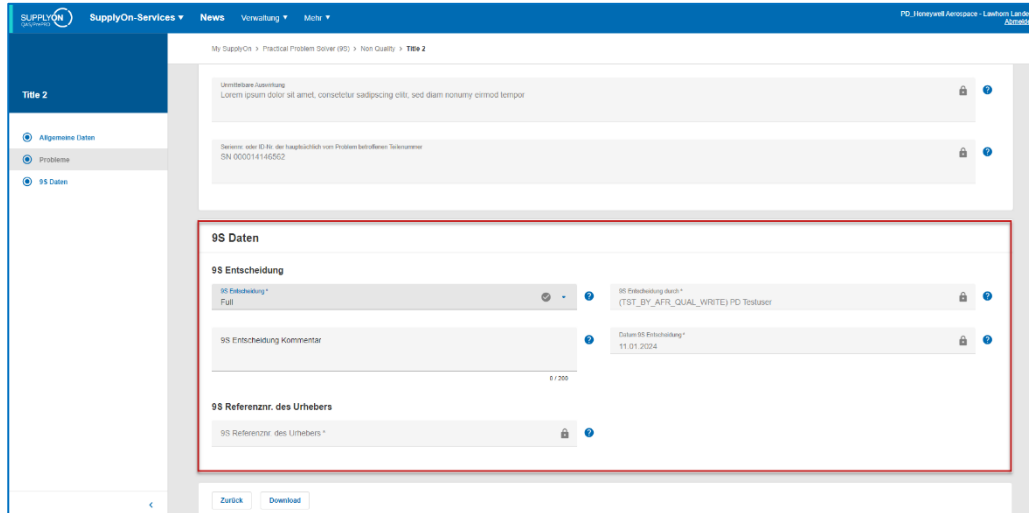 SUPPLYON
SupplyOn-Services
News
Verwaltung
Mehr
PD_Honeywell Aerospace - Lawhorn Lande
Abmelde
My SupplyOn > Practical Problem Solver (9S) > Non Quality > Title 2
Title 2
Allgemeine Daten
Probleme
9S Daten
Unmittelbare Auswirkung
Lorem ipsum dolor sit amet, consetetur sadipscing elitr, sed diam nonumy eirmod tempor
Seriennr. oder ID-Nr. der hauptsächlich vom Problem betroffenen Teilenummer
SN 000014146562
9S Daten
9S Entscheidung
9S Entscheidung *
Full
9S Entscheidung durch *
(TST_BY_AFR_QUAL_WRITE) PD Testuser
9S Entscheidung Kommentar
Datum 9S Entscheidung *
11.01.2024
0 / 200
9S Referenznr. des Urhebers
9S Referenznr. des Urhebers *
Zurück
Download